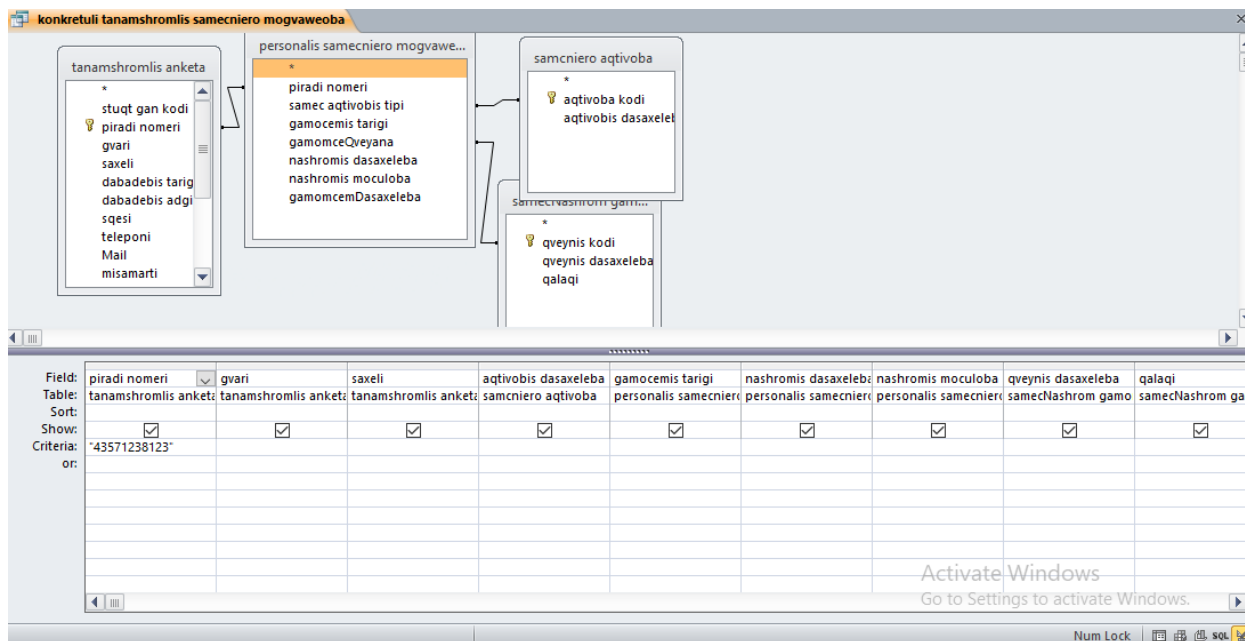 konkretuli tanamshromlis samecniero mogvaweoba
tanamshromlis anketa
*
stuqt gan kodi
piradi nomeri
gvari
saxeli
dabadebis tarig
dabadebis adgi
sqesi
teleponi
Mail
misamarti
personalis samecniero mogvawe...
*
piradi nomeri
samec aqtivobis tipi
gamocemis tarigi
gamomceQveyana
nashromis dasaxeleba
nashromis moculoba
gamomcemDasaxeleba
samcniero aqtivoba
*
aqtivoba kodi
aqtivobis dasaxeleb
samecNashrom gam...
*
qveynis kodi
qveynis dasaxeleba
qalaqi
Field: piradi nomeri gvari saxeli aqtivobis dasaxeleba gamocemis tarigi nashromis dasaxeleba nashromis moculoba qveynis dasaxeleba qalaqi
Table: tanamshromlis anketa tanamshromlis anketa tanamshromlis anketa samcniero aqtivoba personalis samecniero personalis samecniero personalis samecniero samecNashrom gamo samecNashrom ga
Sort:
Show:
Criteria: "43571238123"
or:
Activate Windows
Go to Settings to activate Windows.
Num Lock SQL